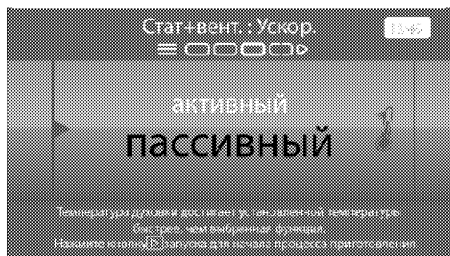 Стат+вент. : Ускор.
активный
пассивный
Температура духовки достигает установленной температуры
быстрее, чем выбранная функция.
Нажмите кнопку запуска для начала процесса приготовления